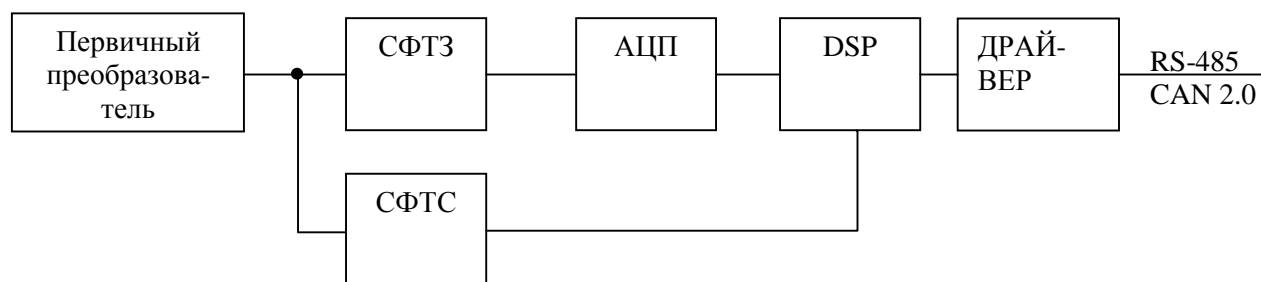 Первичный
преобразова-
тель
СФТЗ
АЦП
DSP
ДРАЙ-
ВЕР
RS-485
CAN 2.0
СФТС